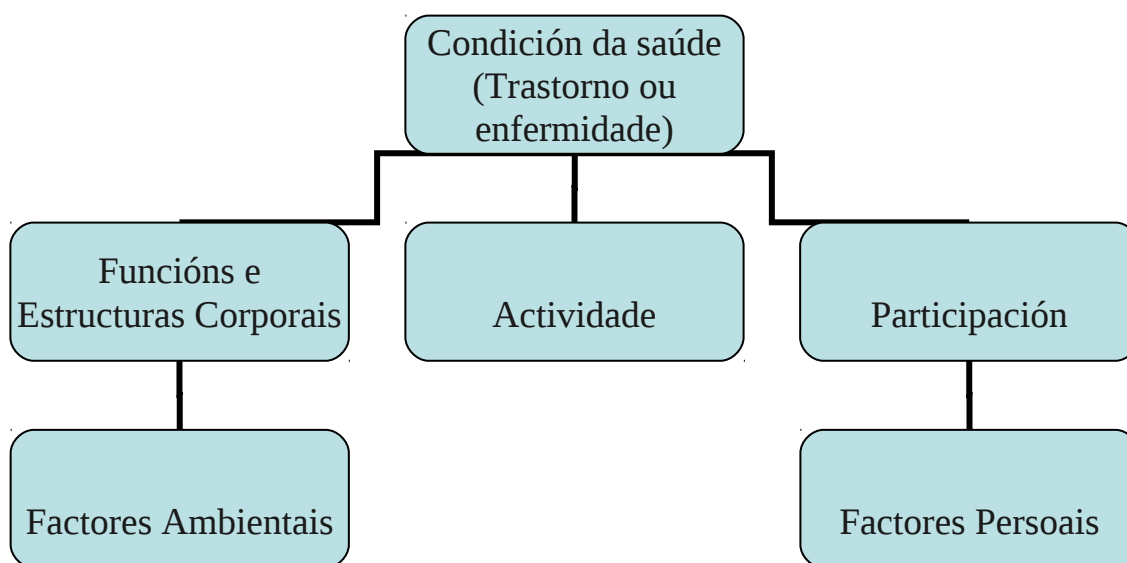 Condición da saúde
(Trastorno ou
enfermidade)
Funcións e
Estructuras Corporais
Actividade
Participación
Factores Ambientais
Factores Persoais